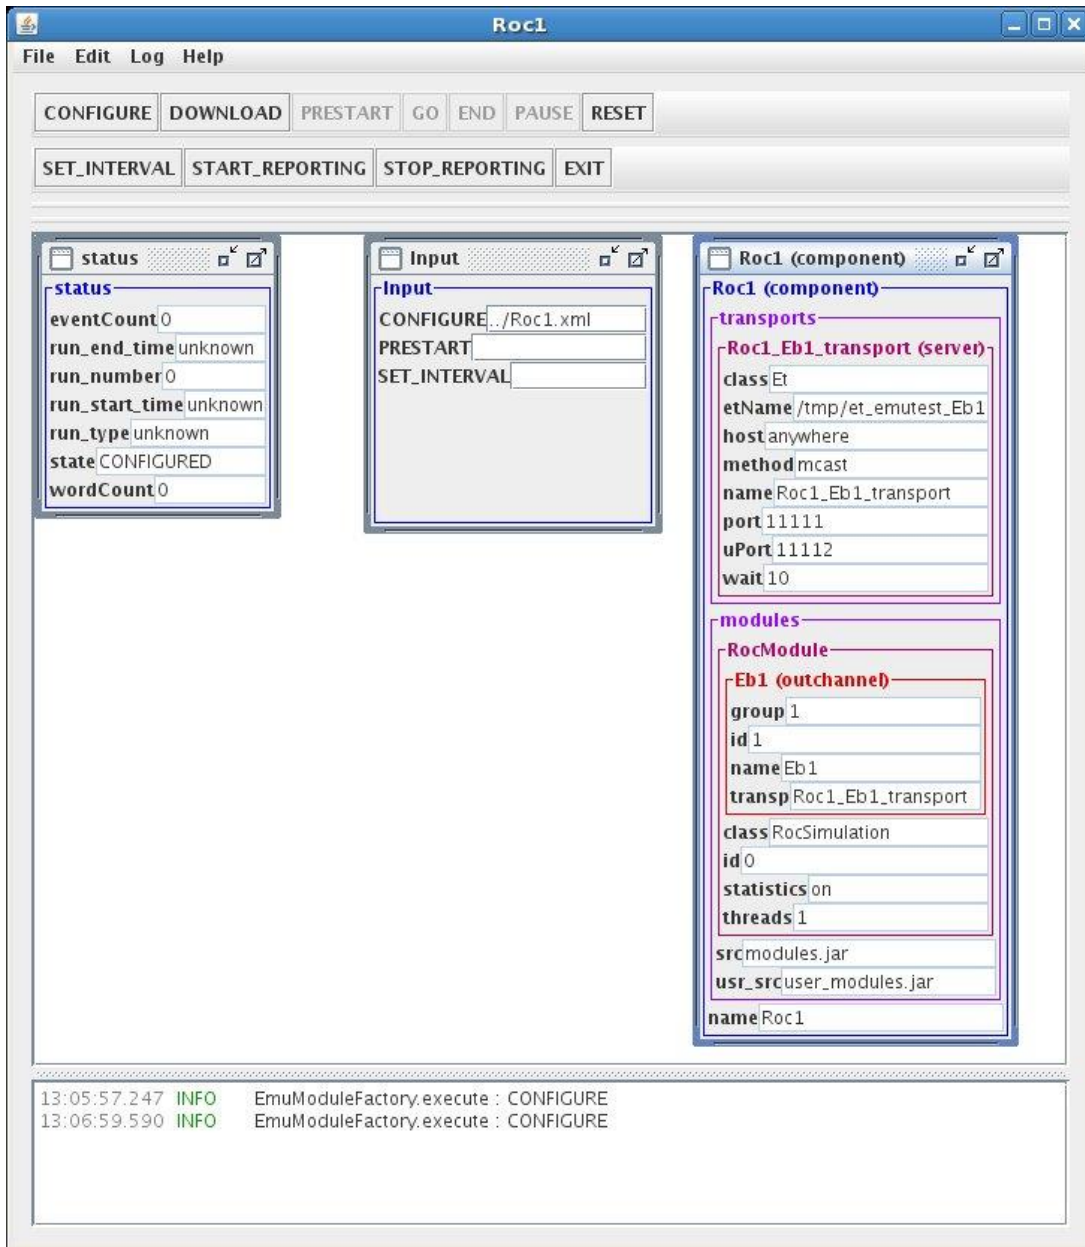 Roc1
File Edit Log Help
CONFIGURE DOWNLOAD PRESTART GO END PAUSE RESET
SET_INTERVAL START_REPORTING STOP_REPORTING EXIT
status
status
eventCount 0
run_end_time unknown
run_number 0
run_start_time unknown
run_type unknown
state CONFIGURED
wordCount 0
Input
Input
CONFIGURE ../Roc1.xml
PRESTART
SET_INTERVAL
Roc1 (component)
Roc1 (component)
transports
Roc1_Eb1_transport (server)
class Et
etName /tmp/et_emutest_Eb1
host anywhere
method mcast
name Roc1_Eb1_transport
port 11111
uPort 11112
wait 10
modules
RocModule
Eb1 (outchannel)
group 1
id 1
name Eb1
transp Roc1_Eb1_transport
class RocSimulation
id 0
statistics on
threads 1
src modules.jar
usr_src user_modules.jar
name Roc1
13:05:57.247 INFO EmuModuleFactory.execute : CONFIGURE
13:06:59.590 INFO EmuModuleFactory.execute : CONFIGURE